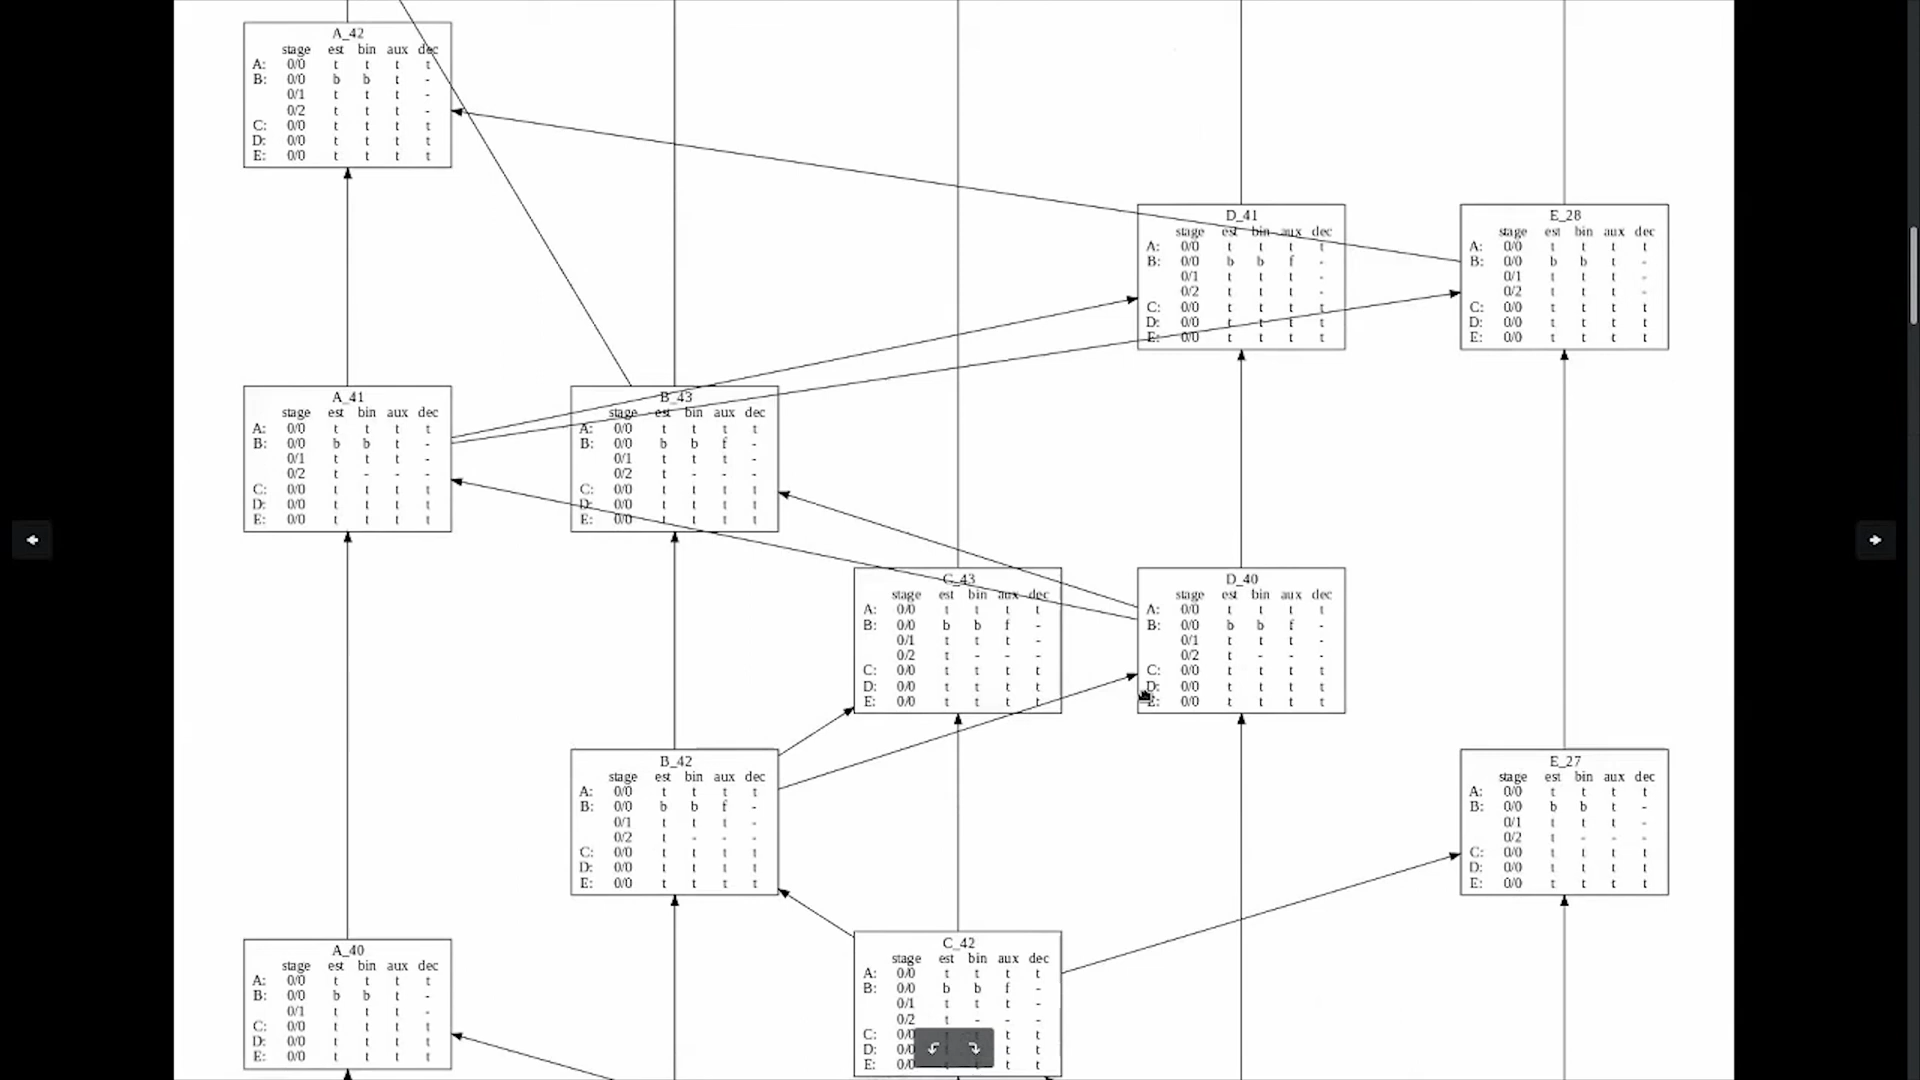 A_42
stage est bin aux dec
A: 0/0 t t t t
B: 0/0 b b t -
0/1 t t t -
0/2 t t t -
C: 0/0 t t t t
D: 0/0 t t t t
E: 0/0 t t t t
D_41
stage est bin aux dec
A: 0/0 t t t t
B: 0/0 b b f -
0/1 t t t -
0/2 t t t -
C: 0/0 t t t t
D: 0/0 t t t t
E: 0/0 t t t t
E_28
stage est bin aux dec
A: 0/0 t t t t
B: 0/0 b b t -
0/1 t t t -
0/2 t t t -
C: 0/0 t t t t
D: 0/0 t t t t
E: 0/0 t t t t
A_41
stage est bin aux dec
A: 0/0 t t t t
B: 0/0 b b t -
0/1 t t t -
0/2 t - - -
C: 0/0 t t t t
D: 0/0 t t t t
E: 0/0 t t t t
B_43
stage est bin aux dec
A: 0/0 t t t t
B: 0/0 b b f -
0/1 t t t -
0/2 t - - -
C: 0/0 t t t t
D: 0/0 t t t t
E: 0/0 t t t t
C_43
stage est bin aux dec
A: 0/0 t t t t
B: 0/0 b b f -
0/1 t t t -
0/2 t - - -
C: 0/0 t t t t
D: 0/0 t t t t
E: 0/0 t t t t
D_40
stage est bin aux dec
A: 0/0 t t t t
B: 0/0 b b f -
0/1 t t t -
0/2 t - - -
C: 0/0 t t t t
D: 0/0 t t t t
E: 0/0 t t t t
B_42
stage est bin aux dec
A: 0/0 t t t t
B: 0/0 b b f -
0/1 t t t -
0/2 t - - -
C: 0/0 t t t t
D: 0/0 t t t t
E: 0/0 t t t t
E_27
stage est bin aux dec
A: 0/0 t t t t
B: 0/0 b b t -
0/1 t t t -
0/2 t - - -
C: 0/0 t t t t
D: 0/0 t t t t
E: 0/0 t t t t
A_40
stage est bin aux dec
A: 0/0 t t t t
B: 0/0 b b t -
0/1 t t t -
C: 0/0 t t t t
D: 0/0 t t t t
E: 0/0 t t t t
C_42
stage est bin aux dec
A: 0/0 t t t t
B: 0/0 b b f -
0/1 t t t -
0/2 t - - -
C: t t
D: t t
E: t t